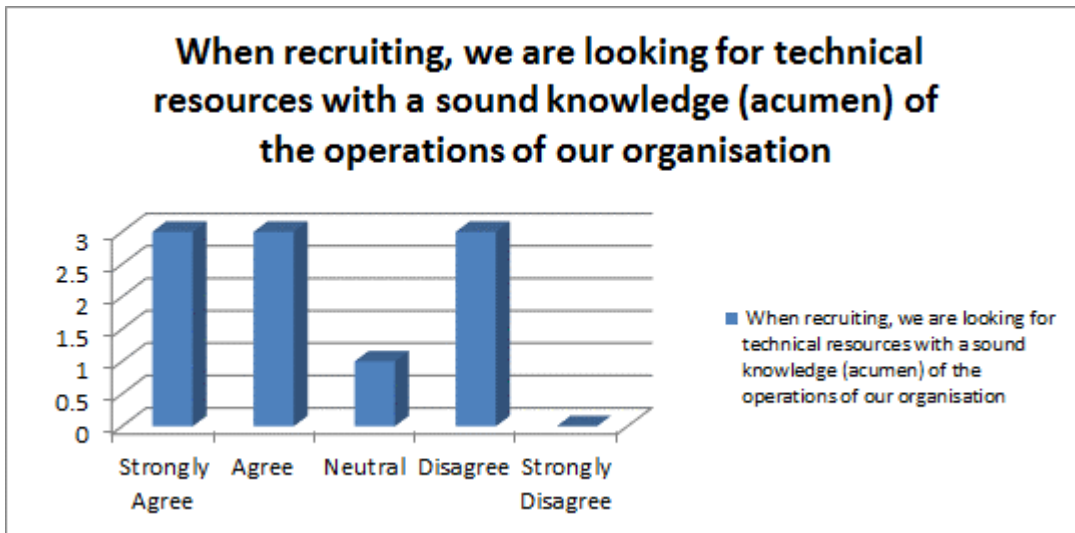 When recruiting, we are looking for technical
resources with a sound knowledge (acumen) of
the operations of our organisation
3
2.5
2
1.5
1
0.5
0
Strongly Agree
Agree
Neutral
Disagree
Strongly Disagree
When recruiting, we are looking for
technical resources with a sound
knowledge (acumen) of the
operations of our organisation